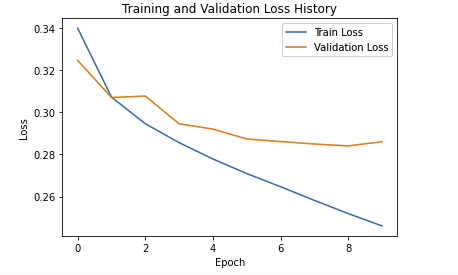 Training and Validation Loss History
Train Loss
Validation Loss
0.34
0.32
0.30
0.28
0.26
Loss
0
2
4
6
8
Epoch